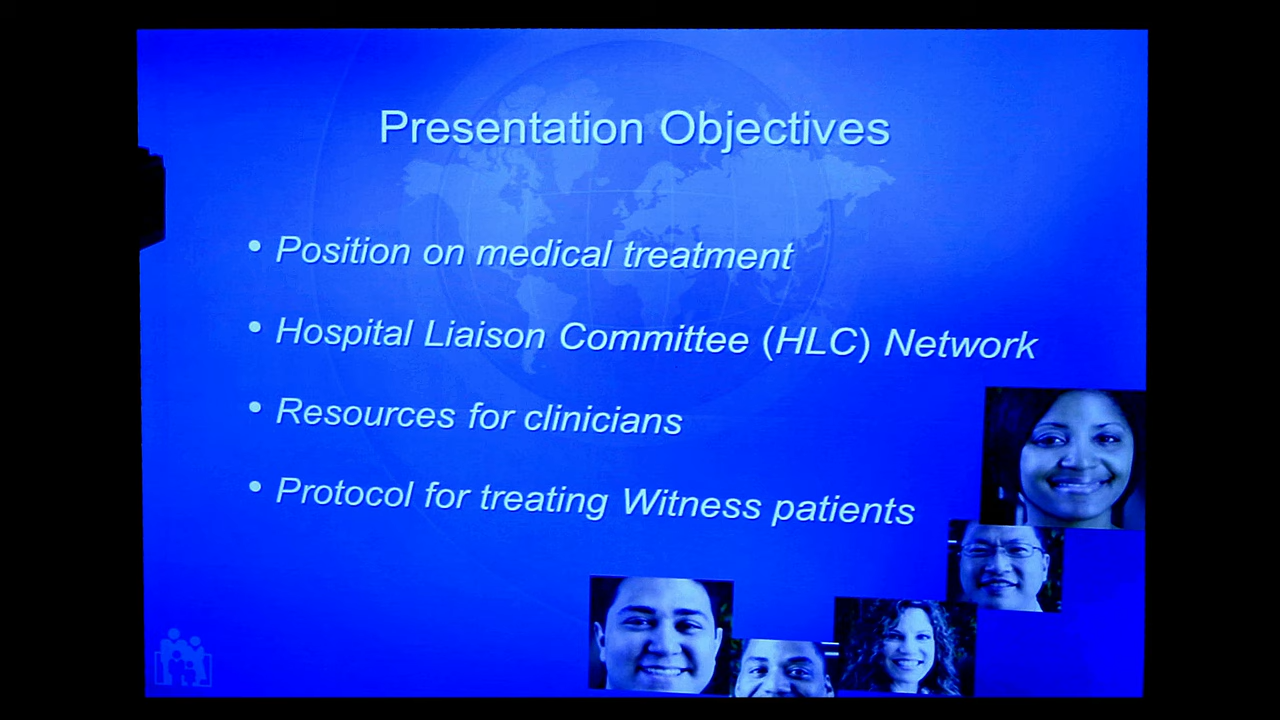 Presentation Objectives
• Position on medical treatment
• Hospital Liaison Committee (HLC) Network
• Resources for clinicians
• Protocol for treating Witness patients